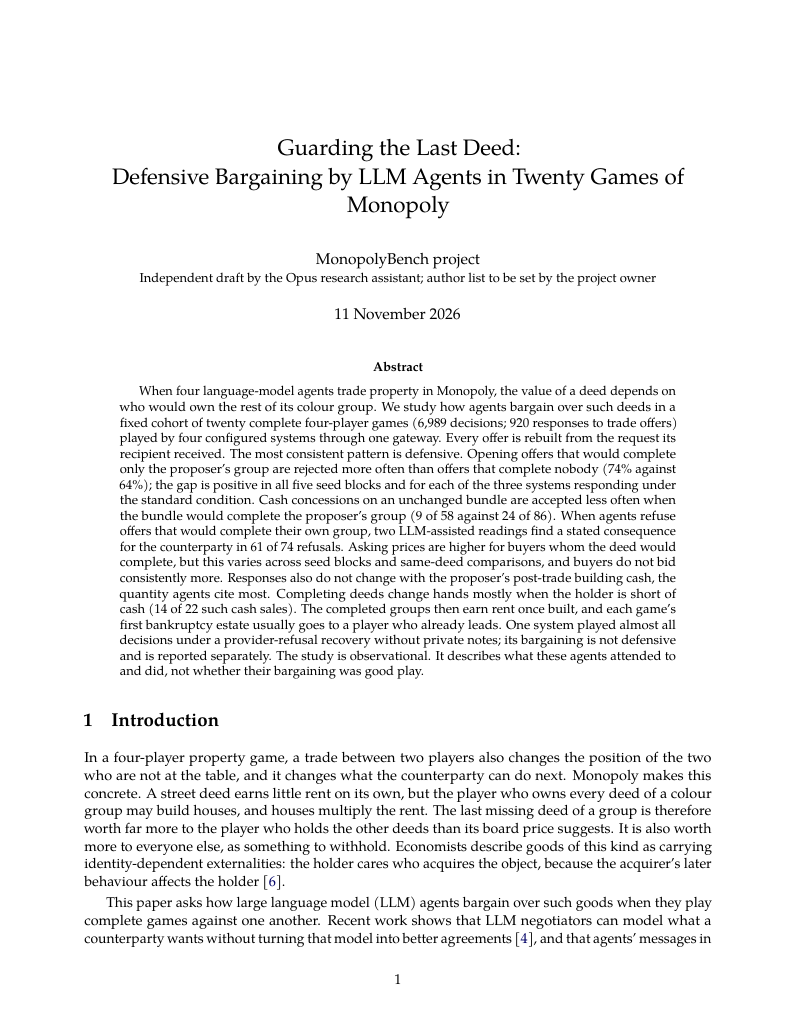 Guarding the Last Deed:
Defensive Bargaining by LLM Agents in Twenty Games of
Monopoly
MonopolyBench project
Independent draft by the Opus research assistant; author list to be set by the project owner
11 November 2026
Abstract
When four language-model agents trade property in Monopoly, the value of a deed depends on
who would own the rest of its colour group. We study how agents bargain over such deeds in a
fixed cohort of twenty complete four-player games (6,989 decisions; 920 responses to trade offers)
played by four configured systems through one gateway. Every offer is rebuilt from the request its
recipient received. The most consistent pattern is defensive. Opening offers that would complete
only the proposer's group are rejected more often than offers that complete nobody (74% against
64%); the gap is positive in all five seed blocks and for each of the three systems responding under
the standard condition. Cash concessions on an unchanged bundle are accepted less often when
the bundle would complete the proposer's group (9 of 58 against 24 of 86). When agents refuse
offers that would complete their own group, two LLM-assisted readings find a stated consequence
for the counterparty in 61 of 74 refusals. Asking prices are higher for buyers whom the deed would
complete, but this varies across seed blocks and same-deed comparisons, and buyers do not bid
consistently more. Responses also do not change with the proposer's post-trade building cash, the
quantity agents cite most. Completing deeds change hands mostly when the holder is short of
cash (14 of 22 such cash sales). The completed groups then earn rent once built, and each game's
first bankruptcy estate usually goes to a player who already leads. One system played almost all
decisions under a provider-refusal recovery without private notes; its bargaining is not defensive
and is reported separately. The study is observational. It describes what these agents attended to
and did, not whether their bargaining was good play.
1 Introduction
In a four-player property game, a trade between two players also changes the position of the two
who are not at the table, and it changes what the counterparty can do next. Monopoly makes this
concrete. A street deed earns little rent on its own, but the player who owns every deed of a colour
group may build houses, and houses multiply the rent. The last missing deed of a group is therefore
worth far more to the player who holds the other deeds than its board price suggests. It is also worth
more to everyone else, as something to withhold. Economists describe goods of this kind as carrying
identity-dependent externalities: the holder cares who acquires the object, because the acquirer's later
behaviour affects the holder [6].
This paper asks how large language model (LLM) agents bargain over such goods when they play
complete games against one another. Recent work shows that LLM negotiators can model what a
counterparty wants without turning that model into better agreements [4], and that agents' messages in
1